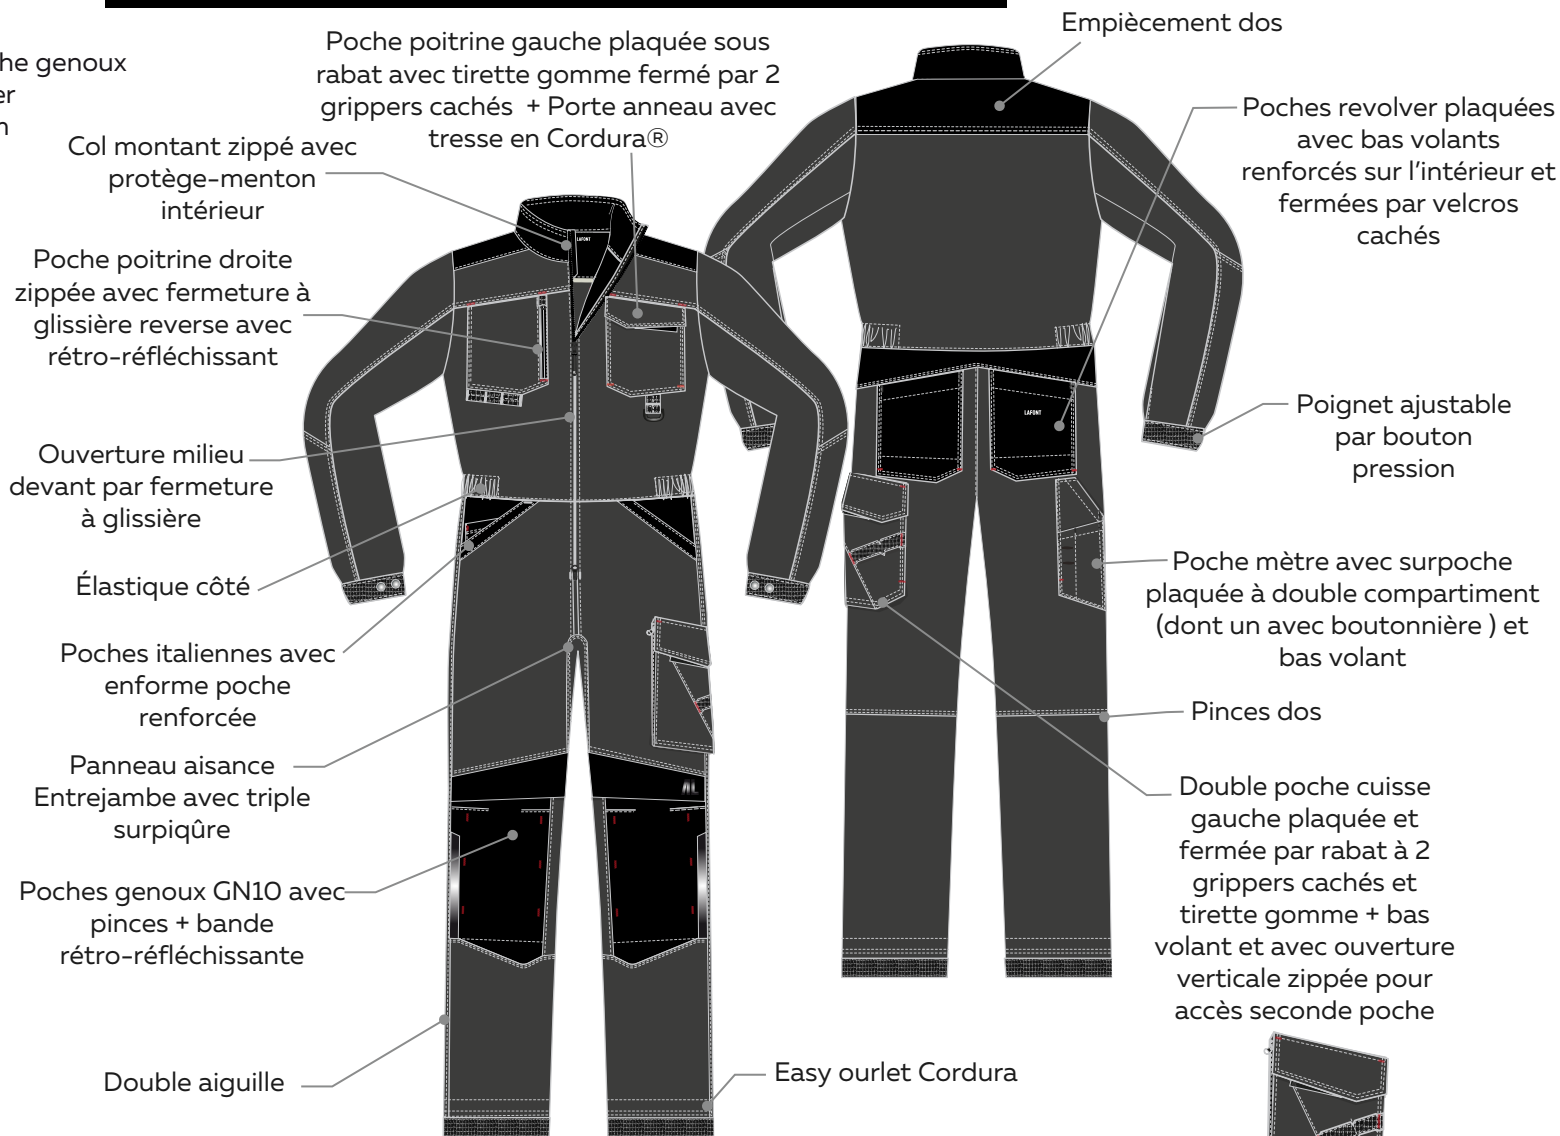 he genoux
er
n
Poche poitrine gauche plaquée sous
rabat avec tirette gomme fermé par 2
grippers cachés + Porte anneau avec
tresse en Cordura®
Empiècement dos
Col montant zippé avec
protège-menton
intérieur
Poches revolver plaquées
avec bas volants
renforcés sur l'intérieur et
fermées par velcros
cachés
Poche poitrine droite
zippée avec fermeture à
glissière reverse avec
rétro-réfléchissant
LAFONT
LAFONT
Poignet ajustable
par bouton
pression
Ouverture milieu
devant par fermeture
à glissière
Élastique côté
Poche mètre avec surpoche
plaquée à double compartiment
(dont un avec boutonnière ) et
bas volant
Poches italiennes avec
enforme poche
renforcée
Pinces dos
Panneau aisance
Entrejambe avec triple
surpiqûre
Double poche cuisse
gauche plaquée et
fermée par rabat à 2
grippers cachés et
tirette gomme + bas
volant et avec ouverture
verticale zippée pour
accès seconde poche
Poches genoux GN10 avec
pinces + bande
rétro-réfléchissante
Double aiguille
Easy ourlet Cordura